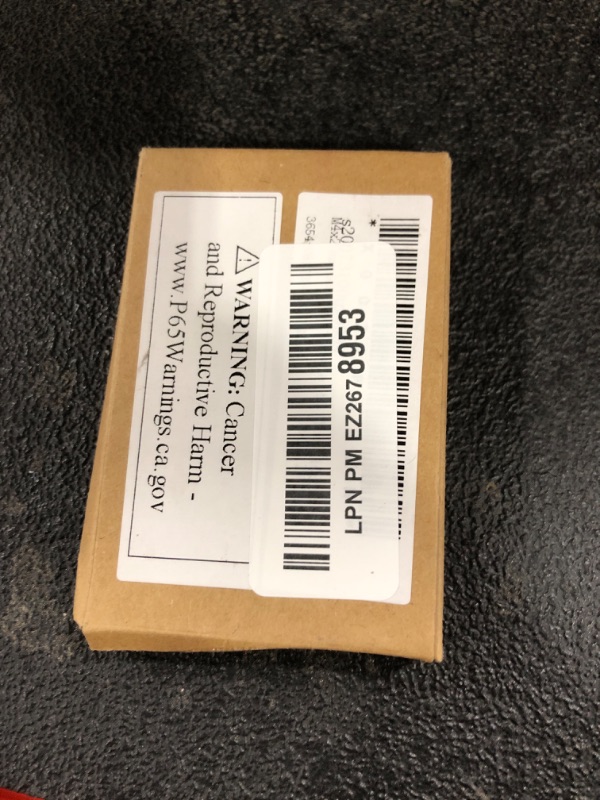 ⚠ WARNING: Cancer
and Reproductive Harm -
www.P65Warnings.ca.gov
LPN PM EZ267 8953
*